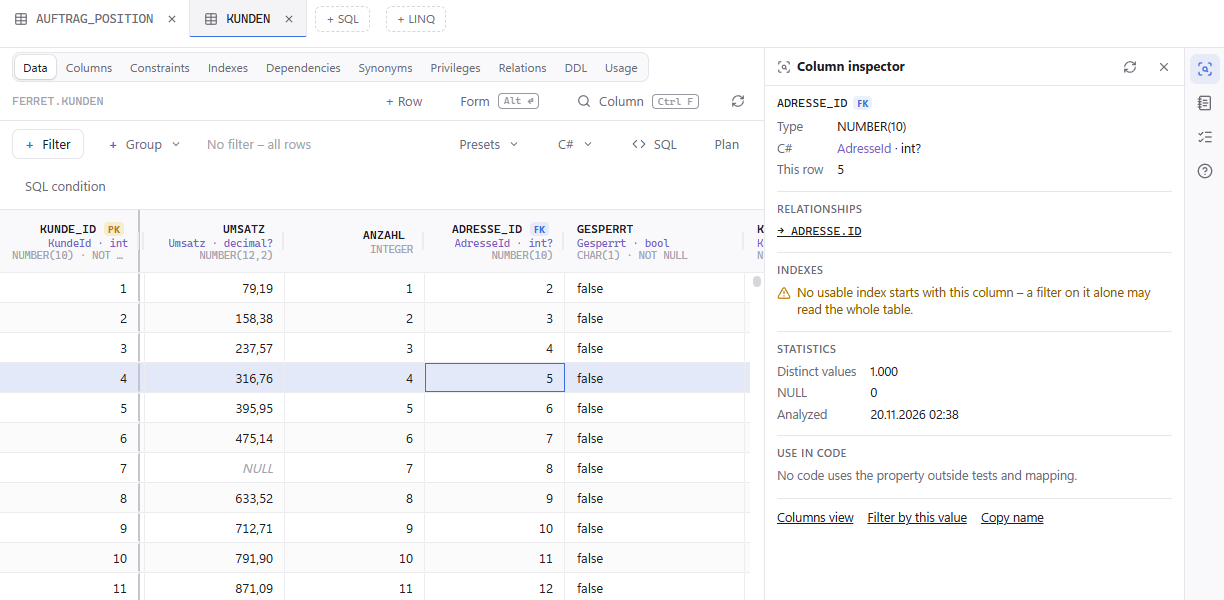 AUFTRAG_POSITION
KUNDEN
+ SQL
+ LINQ
Data Columns Constraints Indexes Dependencies Synonyms Privileges Relations DDL Usage
FERRET.KUNDEN + Row Form Alt ⏎ Column Ctrl F
+ Filter + Group No filter – all rows Presets C# <> SQL Plan
SQL condition
KUNDE_ID PK UMSATZ ANZAHL ADRESSE_ID FK GESPERRT K
KundeId · int Umsatz · decimal? INTEGER AdresseId · int? Gesperrt · bool K
NUMBER(10) · NOT … NUMBER(12,2) NUMBER(10) CHAR(1) · NOT NULL N
1 79,19 1 2 false
2 158,38 2 3 false
3 237,57 3 4 false
4 316,76 4 5 false
5 395,95 5 6 false
6 475,14 6 7 false
7 NULL 7 8 false
8 633,52 8 9 false
9 712,71 9 10 false
10 791,90 10 11 false
11 871,09 11 12 false
Column inspector
ADRESSE_ID FK
Type NUMBER(10)
C# AdresseId · int?
This row 5
RELATIONSHIPS
→ ADRESSE.ID
INDEXES
No usable index starts with this column – a filter on it alone may
read the whole table.
STATISTICS
Distinct values 1.000
NULL 0
Analyzed 20.11.2026 02:38
USE IN CODE
No code uses the property outside tests and mapping.
Columns view Filter by this value Copy name